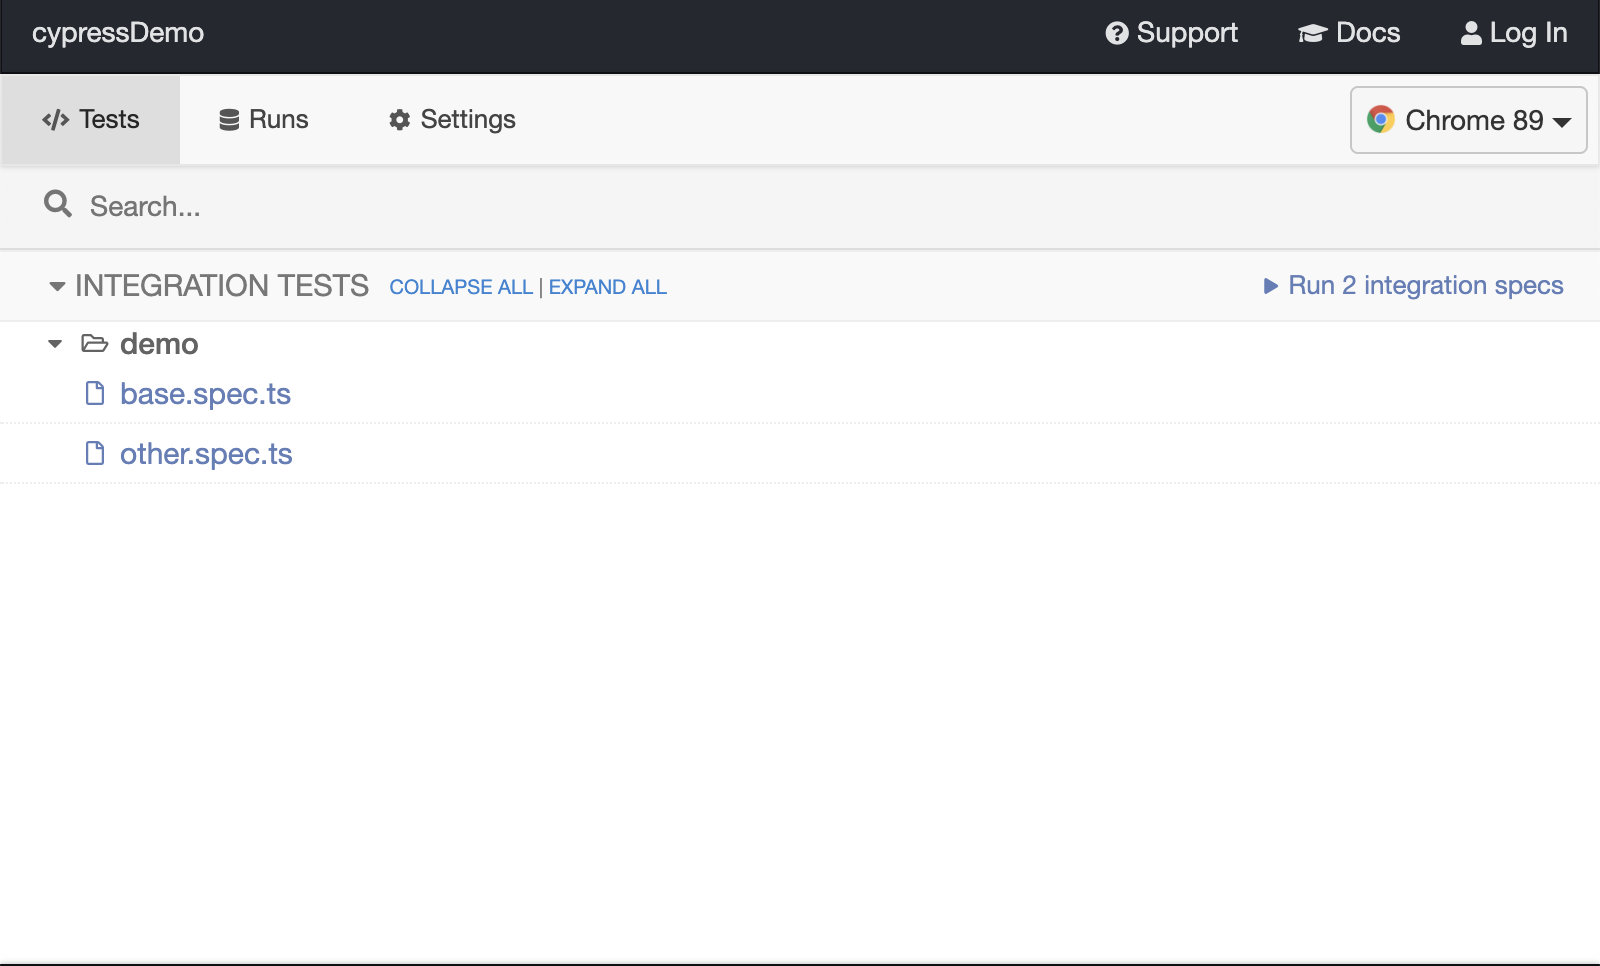 cypressDemo Support Docs Log In
</> Tests Runs Settings Chrome 89
Search...
INTEGRATION TESTS COLLAPSE ALL | EXPAND ALL Run 2 integration specs
demo
base.spec.ts
other.spec.ts